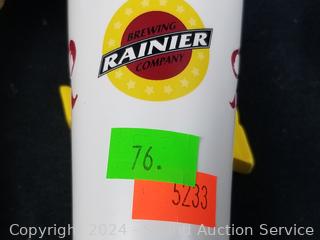 BREWING
RAINIER
COMPANY
76.
5233
Copyright 2024 - Sound Auction Service